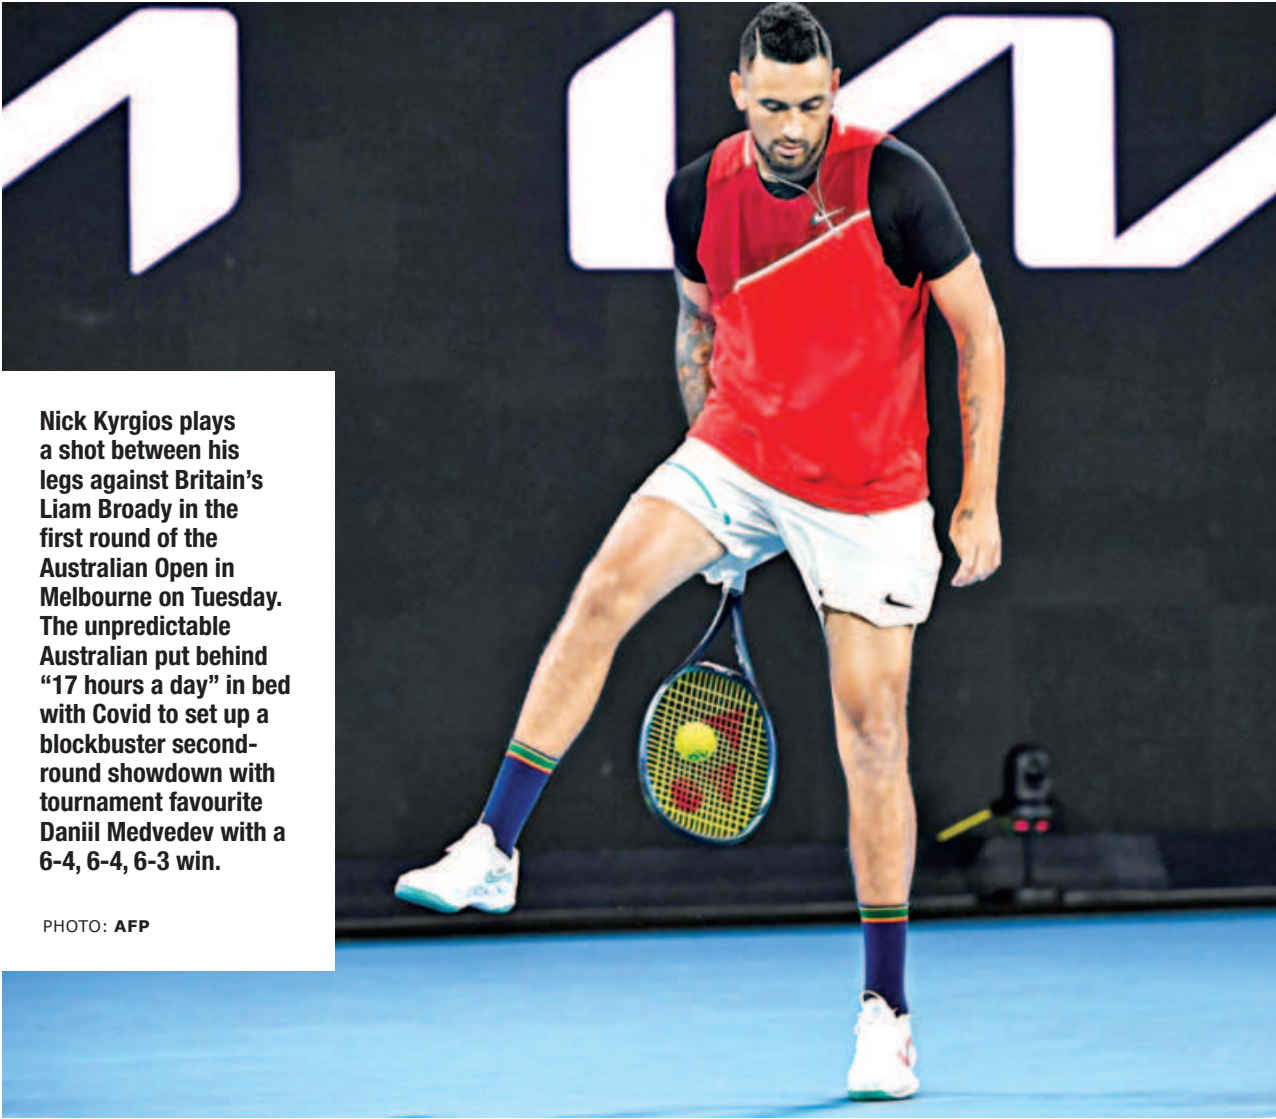 Nick Kyrgios plays
a shot between his
legs against Britain’s
Liam Broady in the
first round of the
Australian Open in
Melbourne on Tuesday.
The unpredictable
Australian put behind
“17 hours a day” in bed
with Covid to set up a
blockbuster second-
round showdown with
tournament favourite
Daniil Medvedev with a
6-4, 6-4, 6-3 win.
PHOTO: AFP